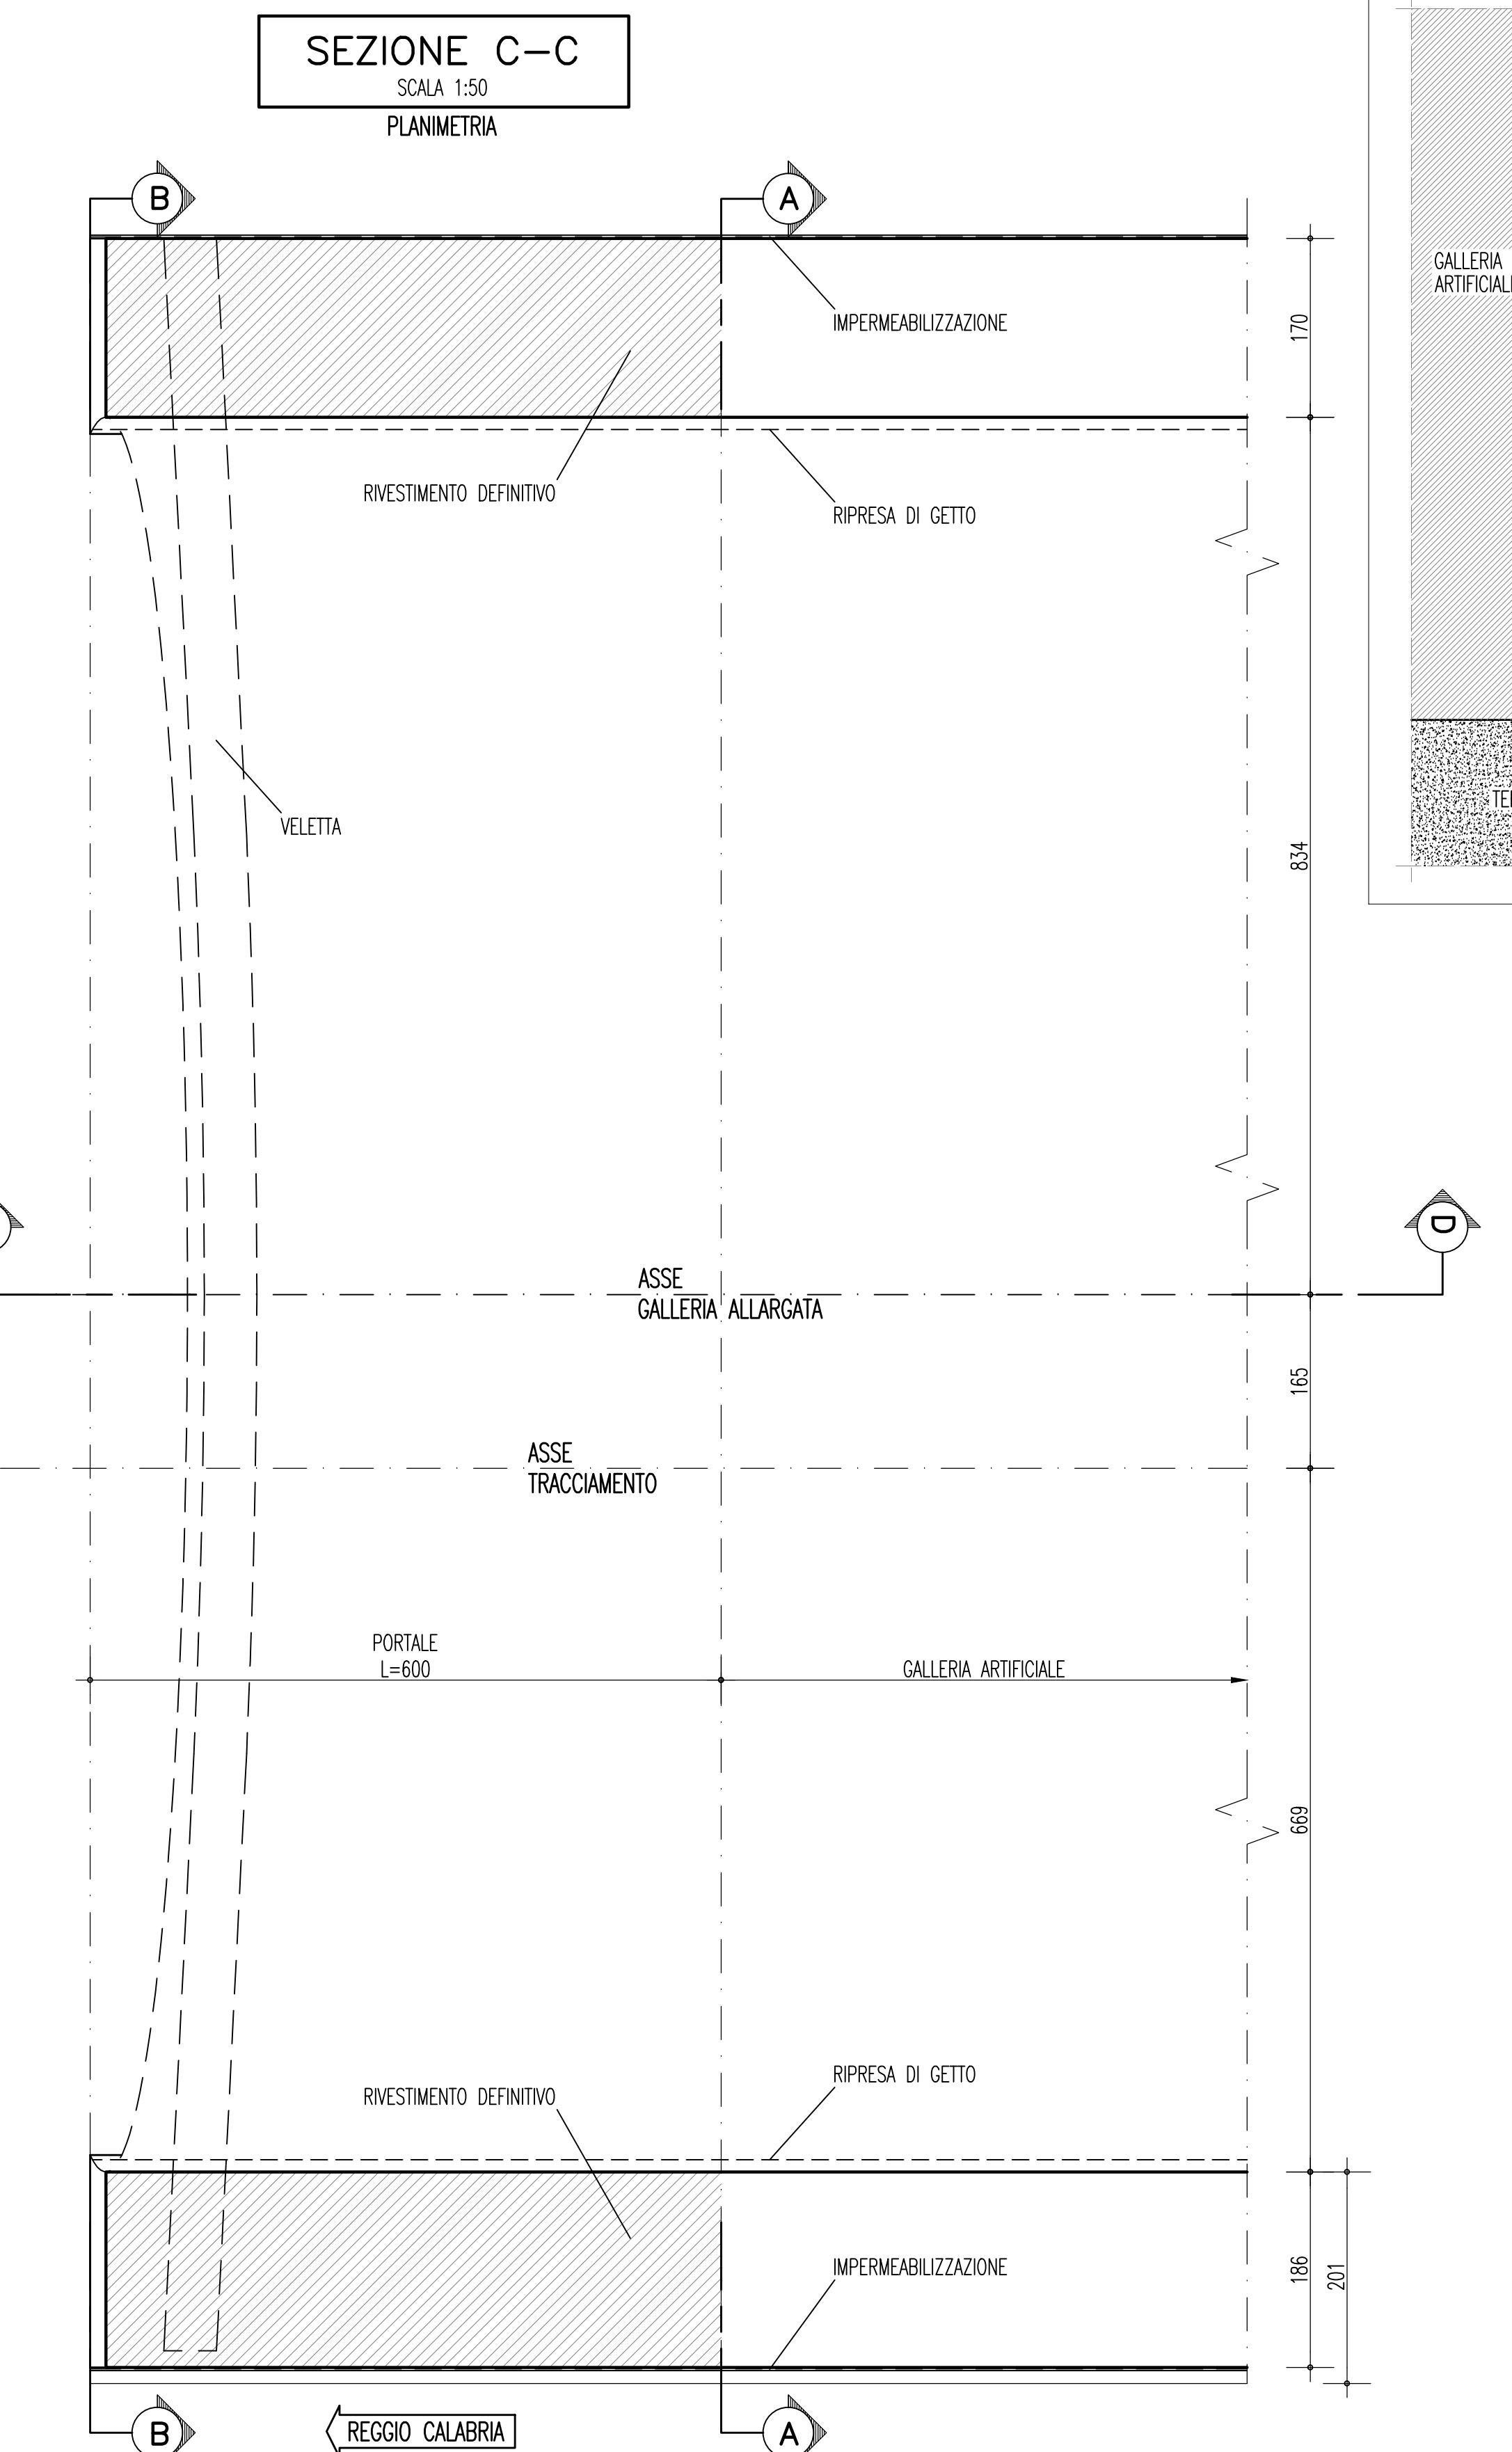 SEZIONE C-C
SCALA 1:50
PLANIMETRIA
B
A
IMPERMEABILIZZAZIONE
170
GALLERIA
RIVESTIMENTO DEFINITIVO
RIPRESA DI GETTO
VELETTA
834
D
ASSE
GALLERIA ALLARGATA
165
ASSE
TRACCIAMENTO
PORTALE
L=600
GALLERIA ARTIFICIALE
669
RIPRESA DI GETTO
RIVESTIMENTO DEFINITIVO
IMPERMEABILIZZAZIONE
186
201
B
REGGIO CALABRIA
A